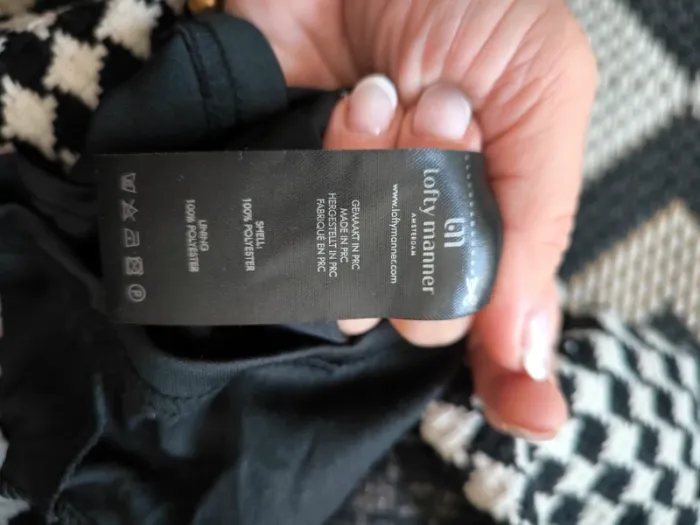 lofty manner
AMSTERDAM
www.loftymanner.com
GEMAAKT IN PRC
MADE IN PRC
HERGESTELLT IN PRC
FABRIQUÉ EN PRC
SHELL:
100% POLYESTER
LINING
100% POLYESTER